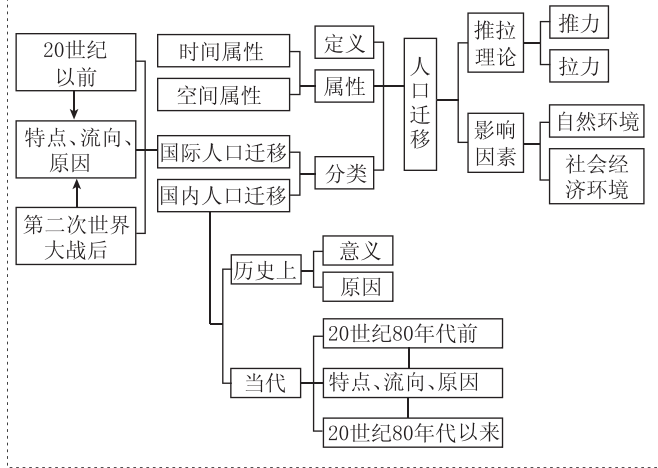 20世纪
以前
特点、流向、
原因
第二次世界
大战后
时间属性
空间属性
国际人口迁移
国内人口迁移
定义
属性
分类
人
口
迁
移
推拉
理论
推力
拉力
影响
因素
自然环境
社会经
济环境
历史上
意义
原因
当代
20世纪80年代前
特点、流向、原因
20世纪80年代以来